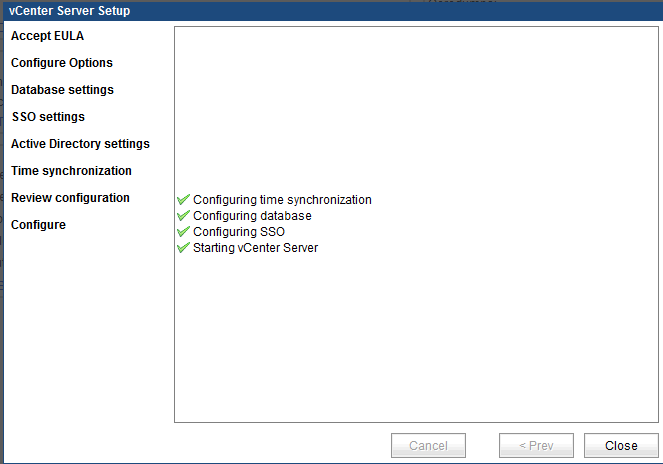 vCenter Server Setup
Accept EULA
Configure Options
Database settings
SSO settings
Active Directory settings
Time synchronization
Review configuration
Configure
Configuring time synchronization
Configuring database
Configuring SSO
Starting vCenter Server
Cancel
< Prev
Close